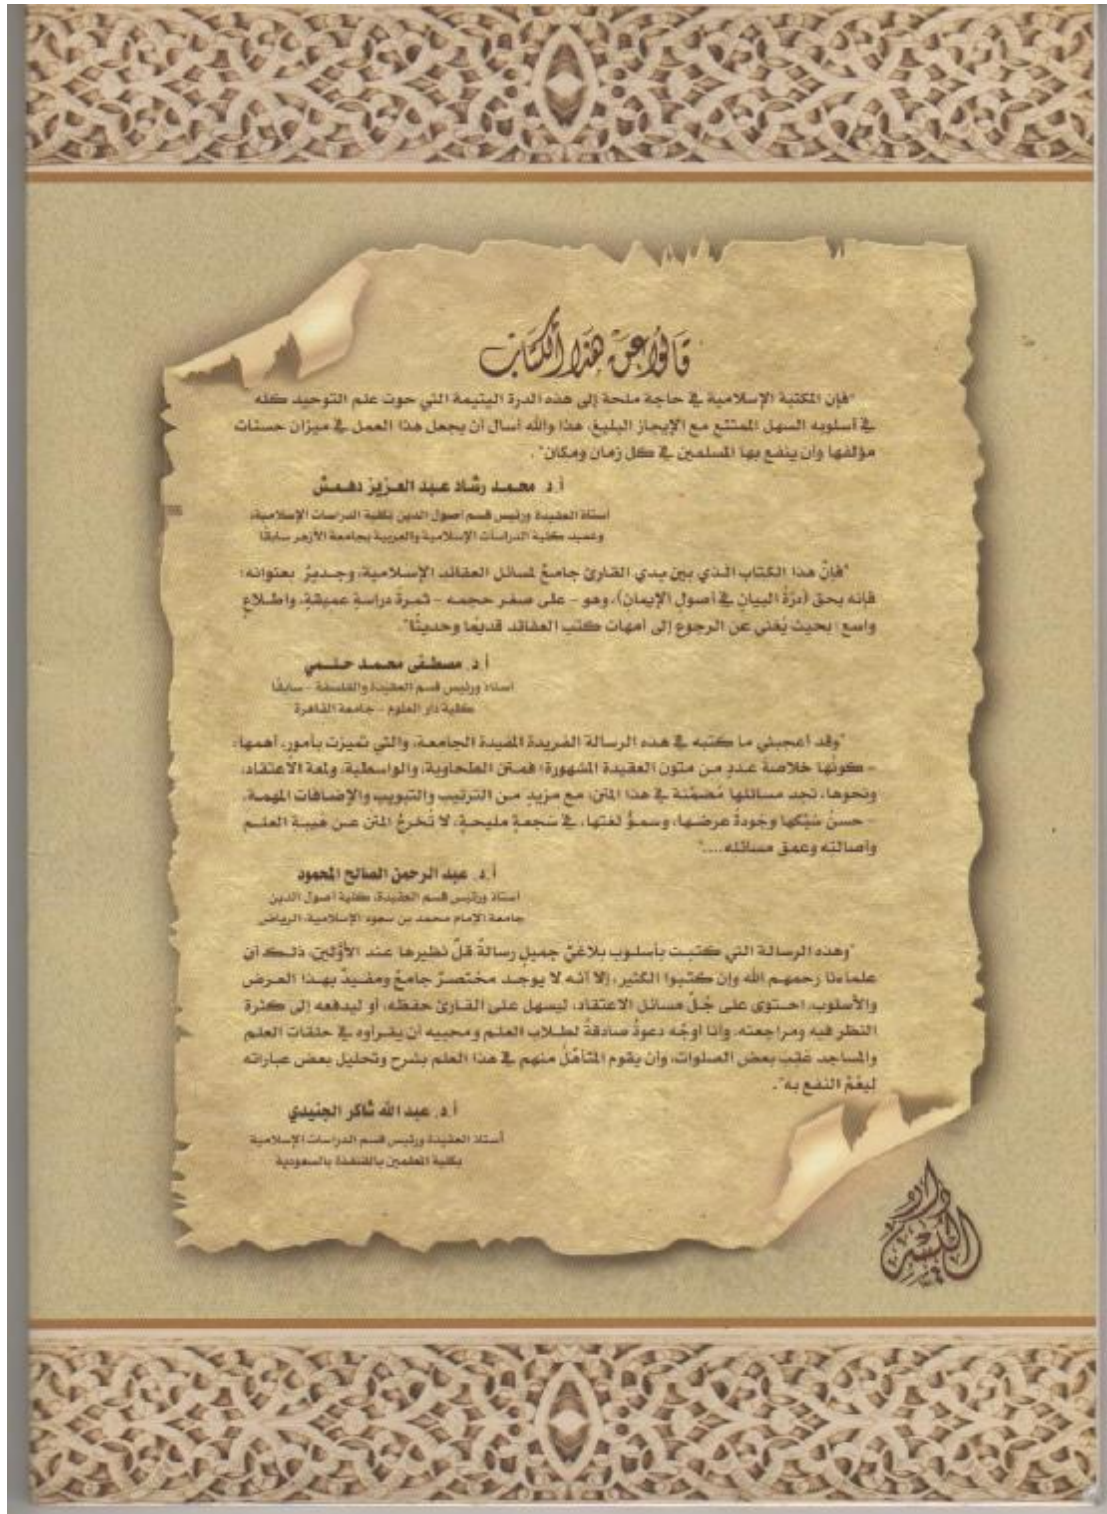 قالوا عن هذا الكتاب
"فإن المكتبة الإسلامية في حاجة ملحة إلى هذه الدرة اليتيمة التي حوت علم التوحيد كله
في أسلوبه السهل الممتنع مع الإيجاز البليغ، هذا والله أسأل أن يجعل هذا العمل في ميزان حسنات
مؤلفها وأن ينفع بها المسلمين في كل زمان ومكان".
أ.د. محمد رشاد عبد العزيز دهمش
أستاذ العقيدة ورئيس قسم أصول الدين بكلية الدراسات الإسلامية،
وعميد كلية الدراسات الإسلامية والعربية بجامعة الأزهر سابقًا
"فإنَّ هذا الكتاب الذي بين يدي القارئ جامعٌ لمسائل العقائد الإسلامية، وجديرٌ بعنوانه؛
فإنه بحق (درَّةُ البيانِ في أصولِ الإيمانِ)، وهو - على صغر حجمه - ثمرةُ دراسةٍ عميقةٍ، واطلاعٍ
واسع؛ بحيث يُغني عن الرجوع إلى أمهات كتب العقائد قديمًا وحديثًا".
أ.د. مصطفى محمد حلمي
أستاذ ورئيس قسم العقيدة والفلسفة - سابقًا
كلية دار العلوم - جامعة القاهرة
"وقد أعجبني ما كتبه في هذه الرسالة الفريدة المفيدة الجامعة، والتي تميزت بأمور، أهمها:
- كونُها خلاصةَ عددٍ من متون العقيدة المشهورة؛ فمتن الطحاوية، والواسطية، ولمعة الاعتقاد،
ونحوها، تجد مسائلها مُضمَّنة في هذا المتن، مع مزيدٍ من الترتيب والتبويب والإضافات المهمة.
- حسنُ سَبْكها وجَودةُ عرضها، وسموُّ لغتها، في سَجعةٍ مليحةٍ، لا تُخرجُ المتن عن هيبة العلم
وأصالته وعمق مسائله...."
أ.د. عبد الرحمن الصالح المحمود
أستاذ ورئيس قسم العقيدة، كلية أصول الدين
جامعة الإمام محمد بن سعود الإسلامية، الرياض
"وهذه الرسالة التي كتبت بأسلوب بلاغيٍّ جميلٍ رسالةٌ قلَّ نظيرها عند الأوَّلين، ذلك أن
علماءنا رحمهم الله وإن كتبوا الكثير، إلا أنه لا يوجد مختصرٌ جامعٌ ومفيدٌ بهذا العرض
والأسلوب، احتوى على جُلِّ مسائل الاعتقاد، ليسهل على القارئ حفظه، أو ليدفعه إلى كثرة
النظر فيه ومراجعته، وأنا أوجِّه دعوةً صادقةً لطلاب العلم ومحبيه أن يقرأوه في حلقات العلم
والمساجد عَقِبَ بعض الصلوات، وأن يقوم المتأهِّلُ منهم في هذا العلم بشرح وتحليل بعض عباراته
ليعُمَّ النفع به".
أ.د. عبد الله شاكر الجنيدي
أستاذ العقيدة ورئيس قسم الدراسات الإسلامية
بكلية المعلمين بالقنفذة بالسعودية
دار اليسر